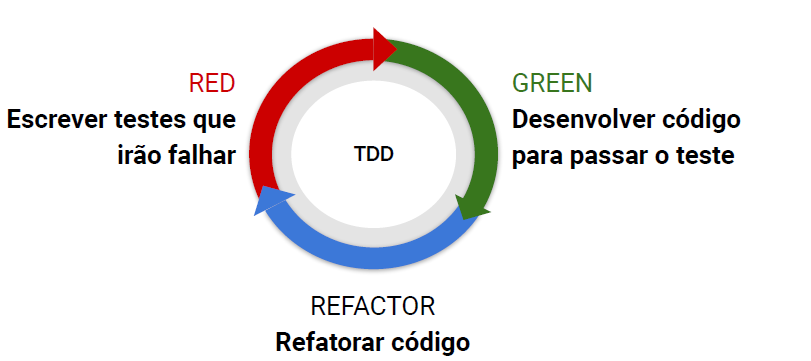 RED
Escrever testes que
irão falhar
TDD
GREEN
Desenvolver código
para passar o teste
REFACTOR
Refatorar código